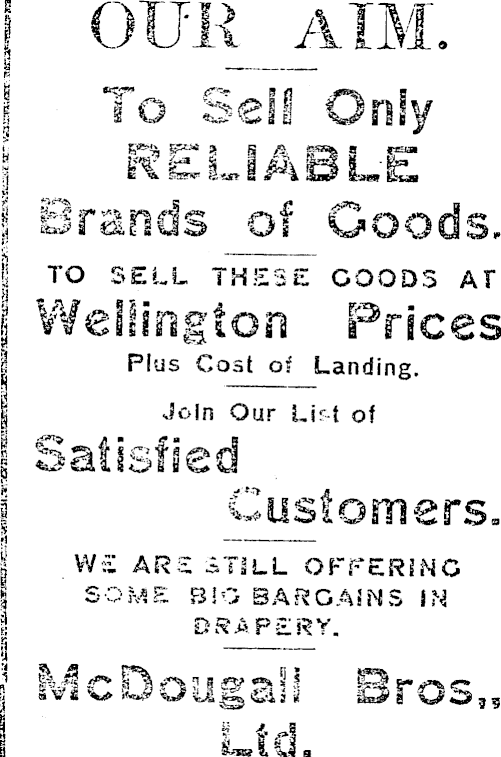 OUR AIM.
To Sell Only
RELIABLE
Brands of Goods.
TO SELL THESE GOODS AT
Wellington Prices
Plus Cost of Landing.
Join Our List of
Satisfied
Customers.
WE ARE STILL OFFERING
SOME BIG BARGAINS IN
DRAPERY.
McDougall Bros.,,
Ltd.